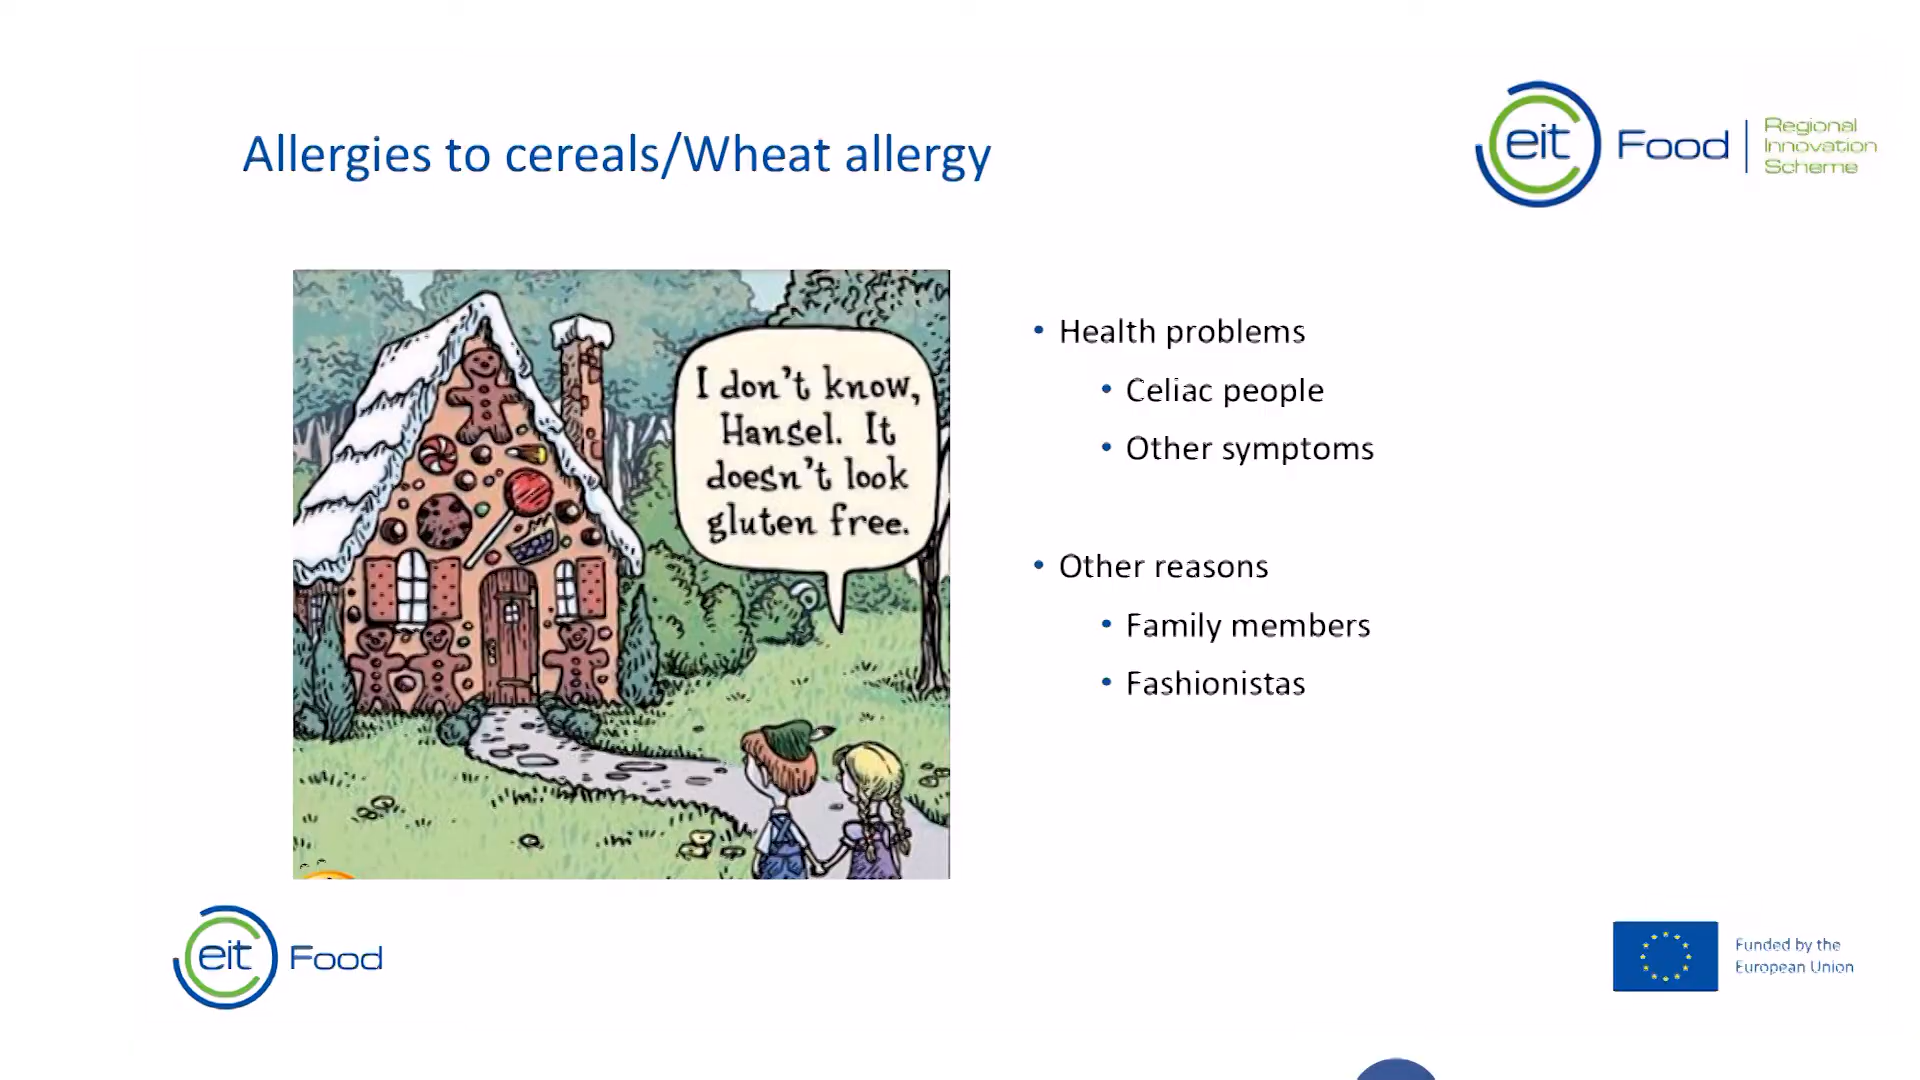 Allergies to cereals/Wheat allergy
eit Food
Regional
Innovation
Scheme
I don't know,
Hansel. It
doesn't look
gluten free.
• Health problems
• Celiac people
• Other symptoms
• Other reasons
• Family members
• Fashionistas
eit Food
Funded by the
European Union